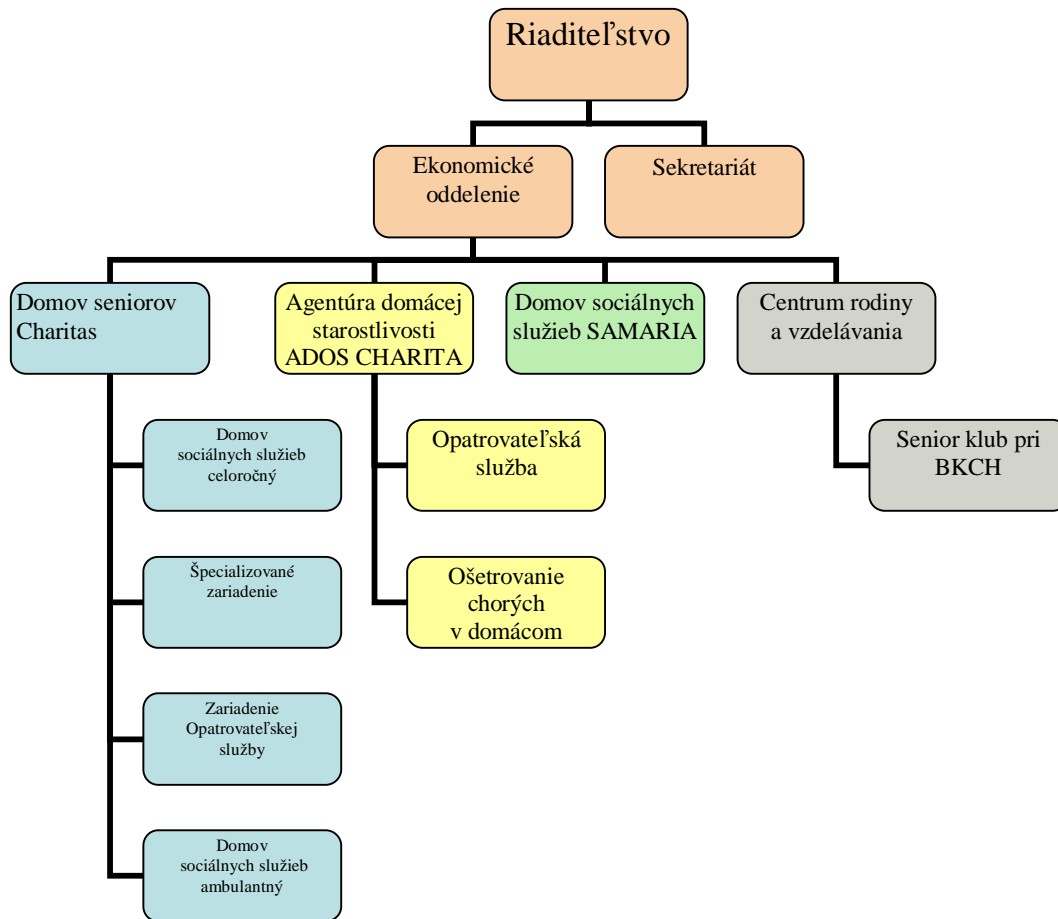 Riaditeľstvo
Ekonomické
oddelenie
Sekretariát
Domov seniorov
Charitas
Agentúra domácej
starostlivosti
ADOS CHARITA
Domov sociálnych
služieb SAMARIA
Centrum rodiny
a vzdelávania
Domov
sociálnych služieb
celoročný
Opatrovateľská
služba
Senior klub pri
BKCH
Špecializované
zariadenie
Ošetrovanie
chorých
v domácom
Zariadenie
Opatrovateľskej
služby
Domov
sociálnych služieb
ambulantný